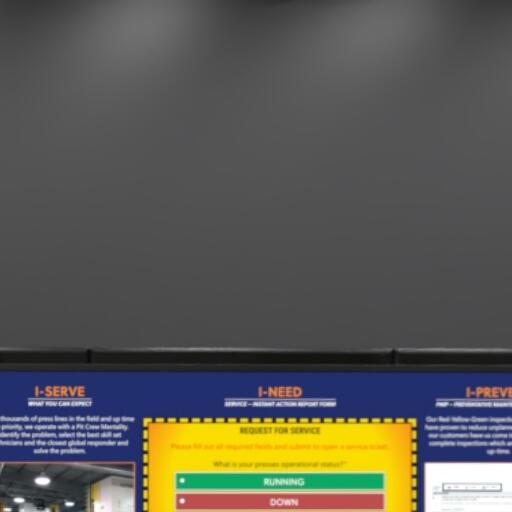 I-SERVE
WHAT YOU CAN EXPECT
thousands of press lines in the field and up time
priority, we operate with a Pit Crew Mentality.
identify the problem, select the best skill set
hnicians and the closest global responder and
solve the problem.
I-NEED
SERVICE – INSTANT ACTION REPORT FORM
REQUEST FOR SERVICE
Please fill out all required fields and submit to open a service ticket.
What is your presses operational status?*
RUNNING
DOWN
I-PREVE
PMP – PREVENTATIVE MAINT
Our Red-Yellow-Green inspecti
have proven to reduce unplann
our customers have us come
complete inspections which a
up-time.